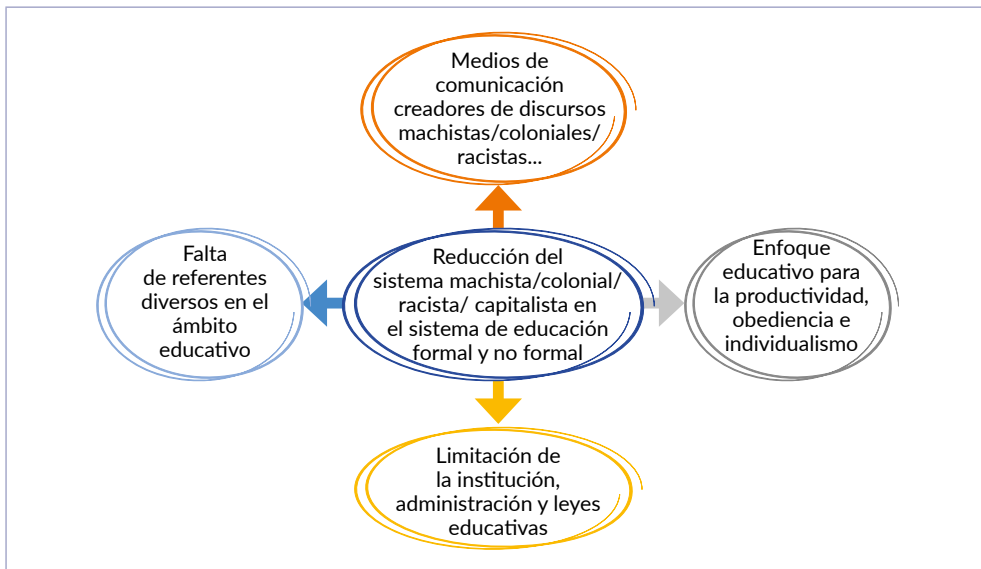 Medios de
comunicación
creadores de discursos
machistas/coloniales/
racistas...
Falta
de referentes
diversos en el
ámbito
educativo
Reducción del
sistema machista/colonial/
racista/ capitalista en
el sistema de educación
formal y no formal
Enfoque
educativo para
la productividad,
obediencia e
individualismo
Limitación de
la institución,
administración y leyes
educativas